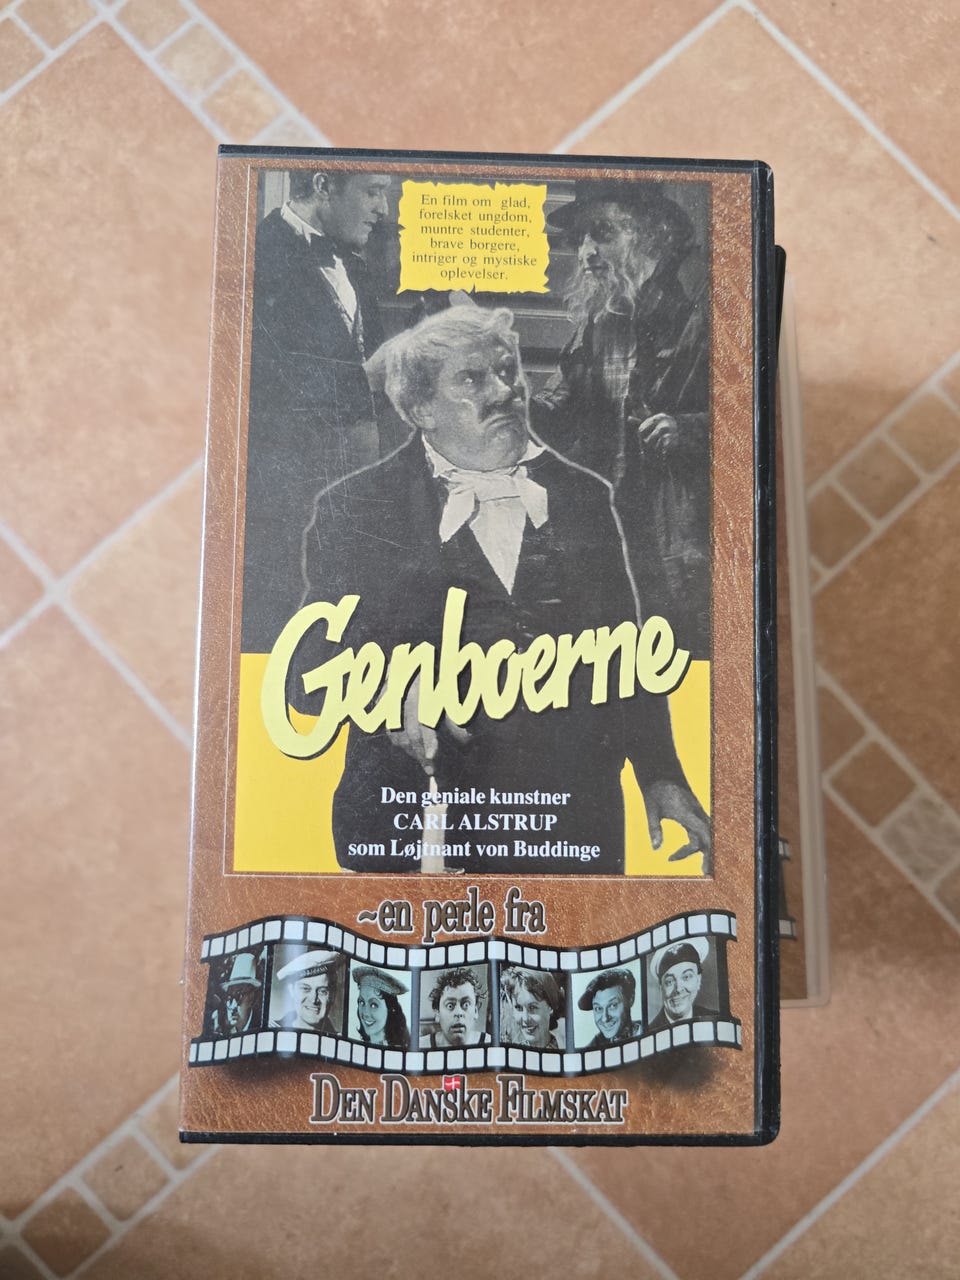 En film om glad,
forelsket ungdom,
muntre studenter,
brave borgere,
intriger og mystiske
oplevelser.
Genboerne
Den geniale kunstner
CARL ALSTRUP
som Løjtnant von Buddinge
~en perle fra
DEN DANSKE FILMSKAT